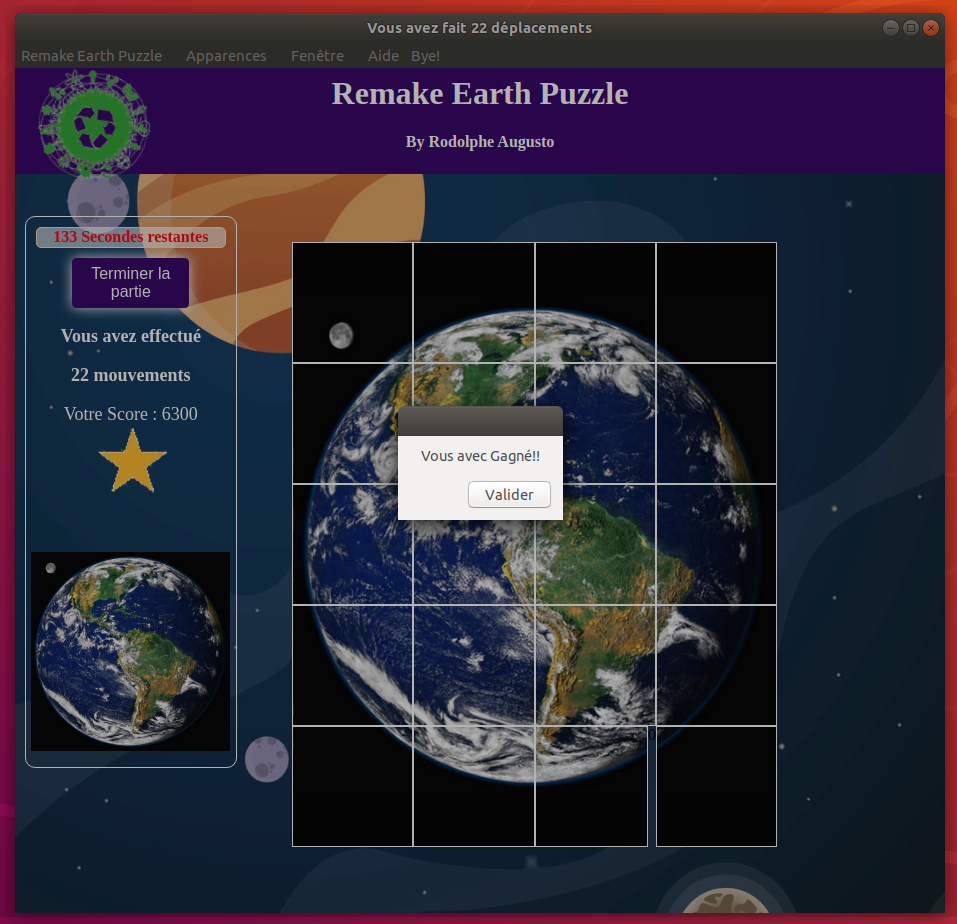 Vous avez fait 22 déplacements
Remake Earth Puzzle Apparences Fenêtre Aide Bye!
Remake Earth Puzzle
By Rodolphe Augusto
133 Secondes restantes
Terminer la
partie
Vous avez effectué
22 mouvements
Votre Score : 6300
Vous avec Gagné!!
Valider